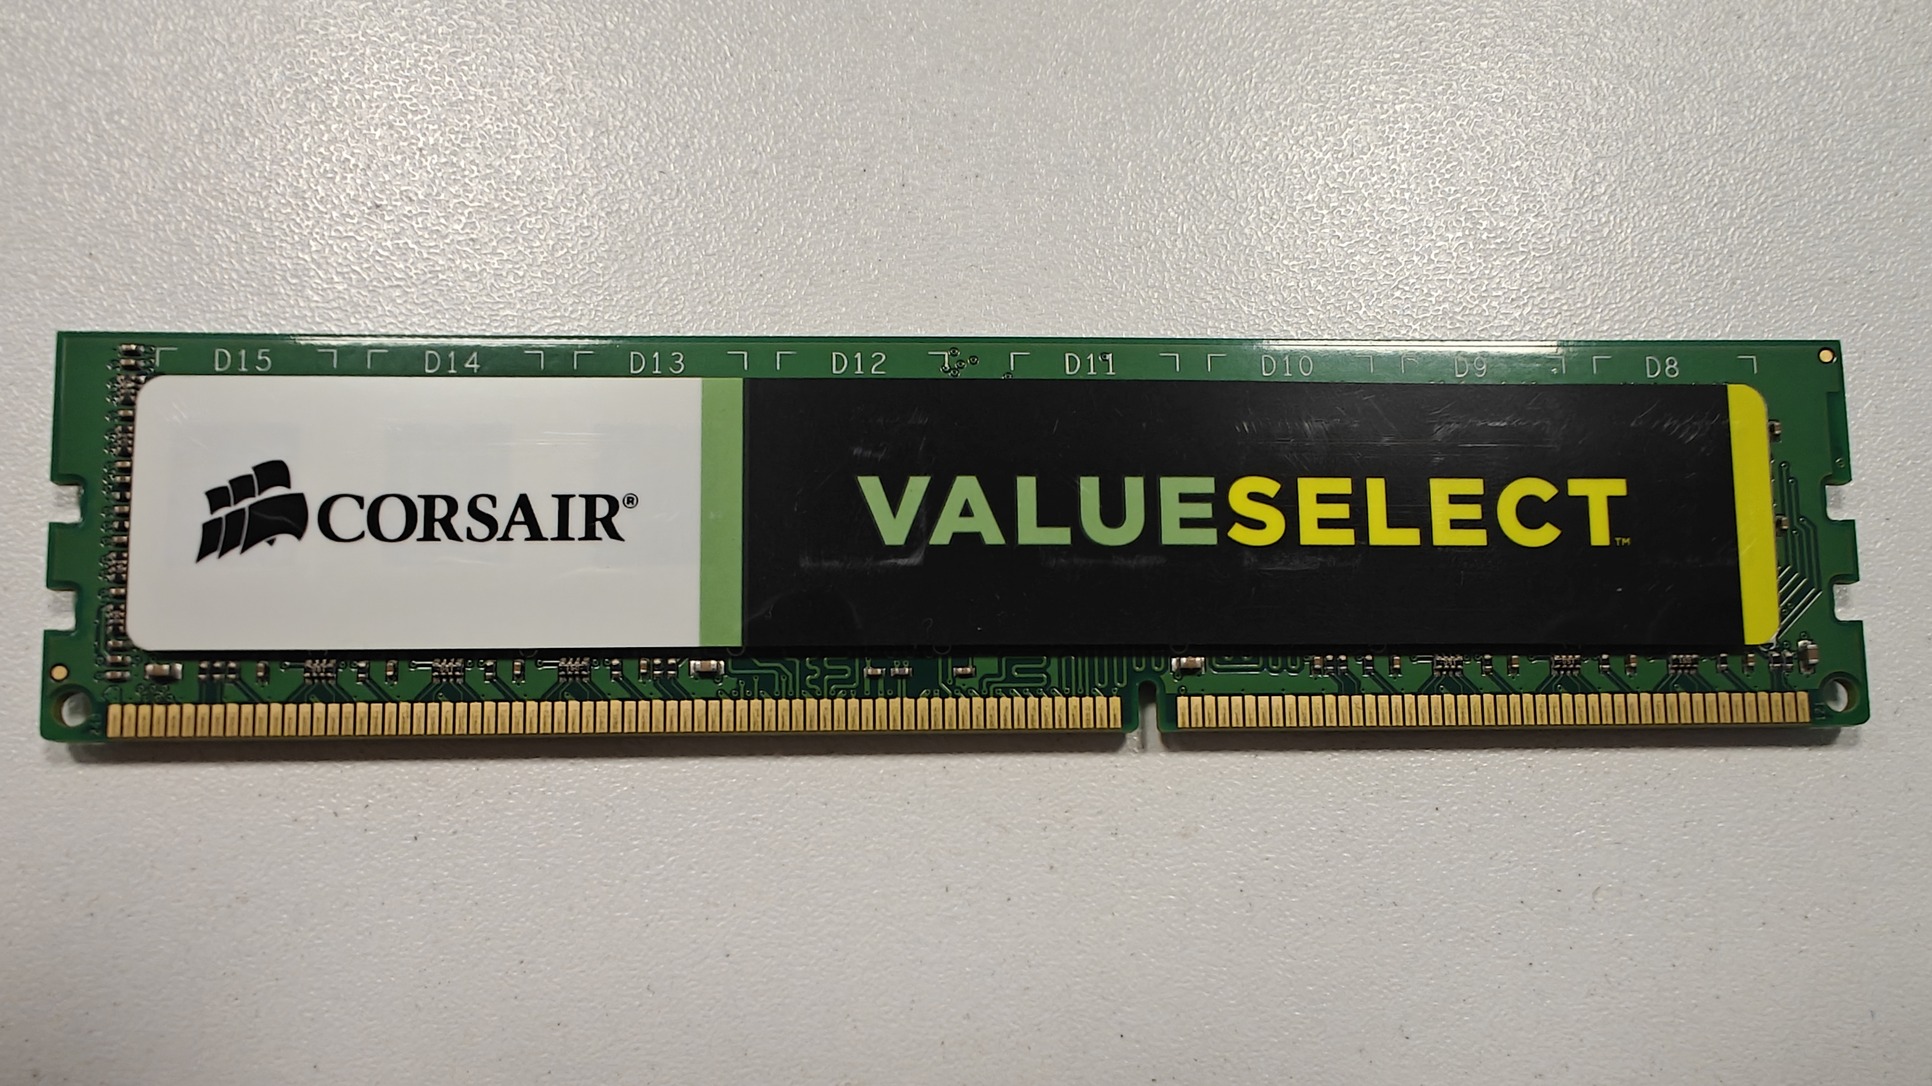 D15 D14 D13 D12 D11 D10 D9 D8
CORSAIR® VALUESELECT™